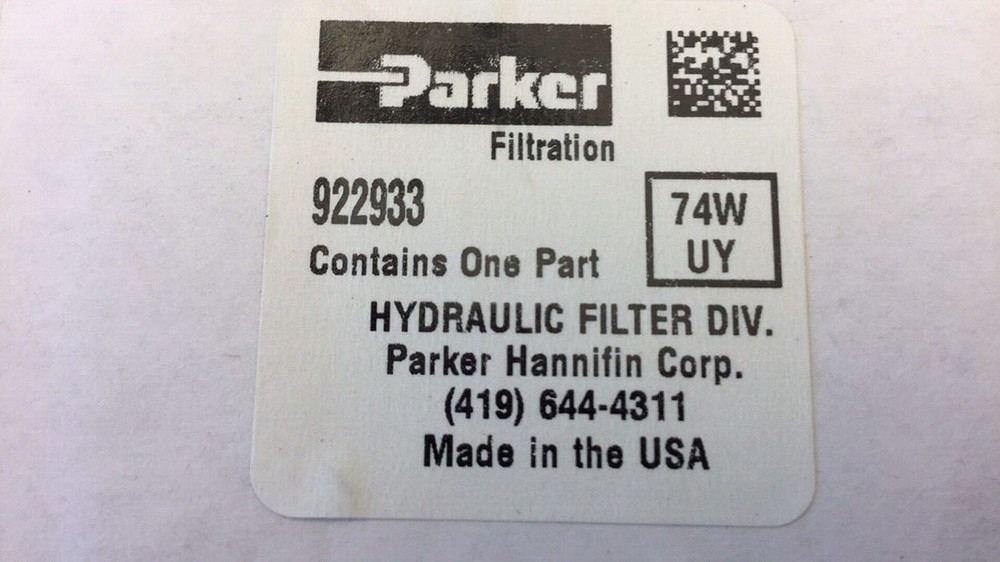 Parker
Filtration
922933
Contains One Part
74W
UY
HYDRAULIC FILTER DIV.
Parker Hannifin Corp.
(419) 644-4311
Made in the USA